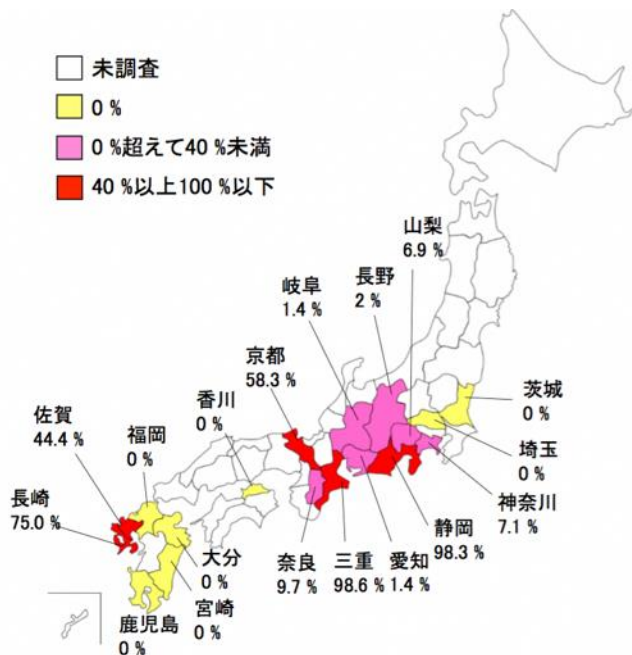 未調査
0 %
0 %超えて40 %未満
40 %以上100 %以下
山梨
6.9 %
長野
2 %
岐阜
1.4 %
京都
58.3 %
香川
0 %
佐賀
44.4 %
福岡
0 %
長崎
75.0 %
茨城
0 %
埼玉
0 %
神奈川
7.1 %
静岡
98.3 %
愛知
1.4 %
三重
98.6 %
奈良
9.7 %
大分
0 %
宮崎
0 %
鹿児島
0 %